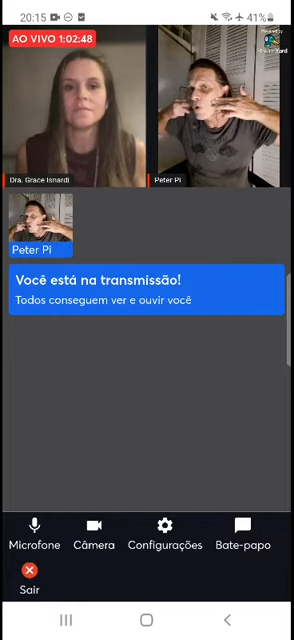 20:15
41%
AO VIVO 1:02:48
Dra. Grace Isnardi
Peter Pi
Peter Pi
Você está na transmissão!
Todos conseguem ver e ouvir você
Microfone
Câmera
Configurações
Bate-papo
Sair